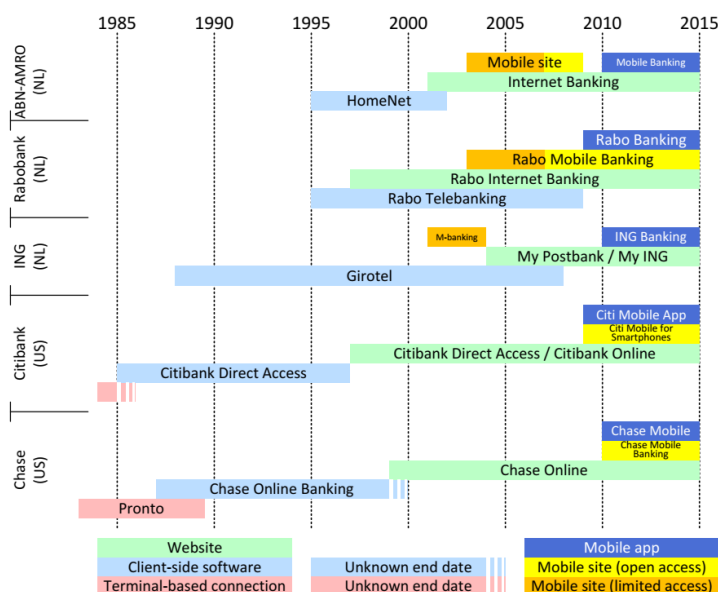 1985 1990 1995 2000 2005 2010 2015
ABN-AMRO
(NL)
Mobile site
Mobile Banking
Internet Banking
HomeNet
Rabobank
(NL)
Rabo Banking
Rabo Mobile Banking
Rabo Internet Banking
Rabo Telebanking
ING
(NL)
M-banking
ING Banking
My Postbank / My ING
Girotel
Citibank
(US)
Citi Mobile App
Citi Mobile for
Smartphones
Citibank Direct Access / Citibank Online
Citibank Direct Access
Chase
(US)
Chase Mobile
Chase Mobile
Banking
Chase Online
Chase Online Banking
Pronto
Website
Client-side software
Terminal-based connection
Unknown end date
Unknown end date
Mobile app
Mobile site (open access)
Mobile site (limited access)